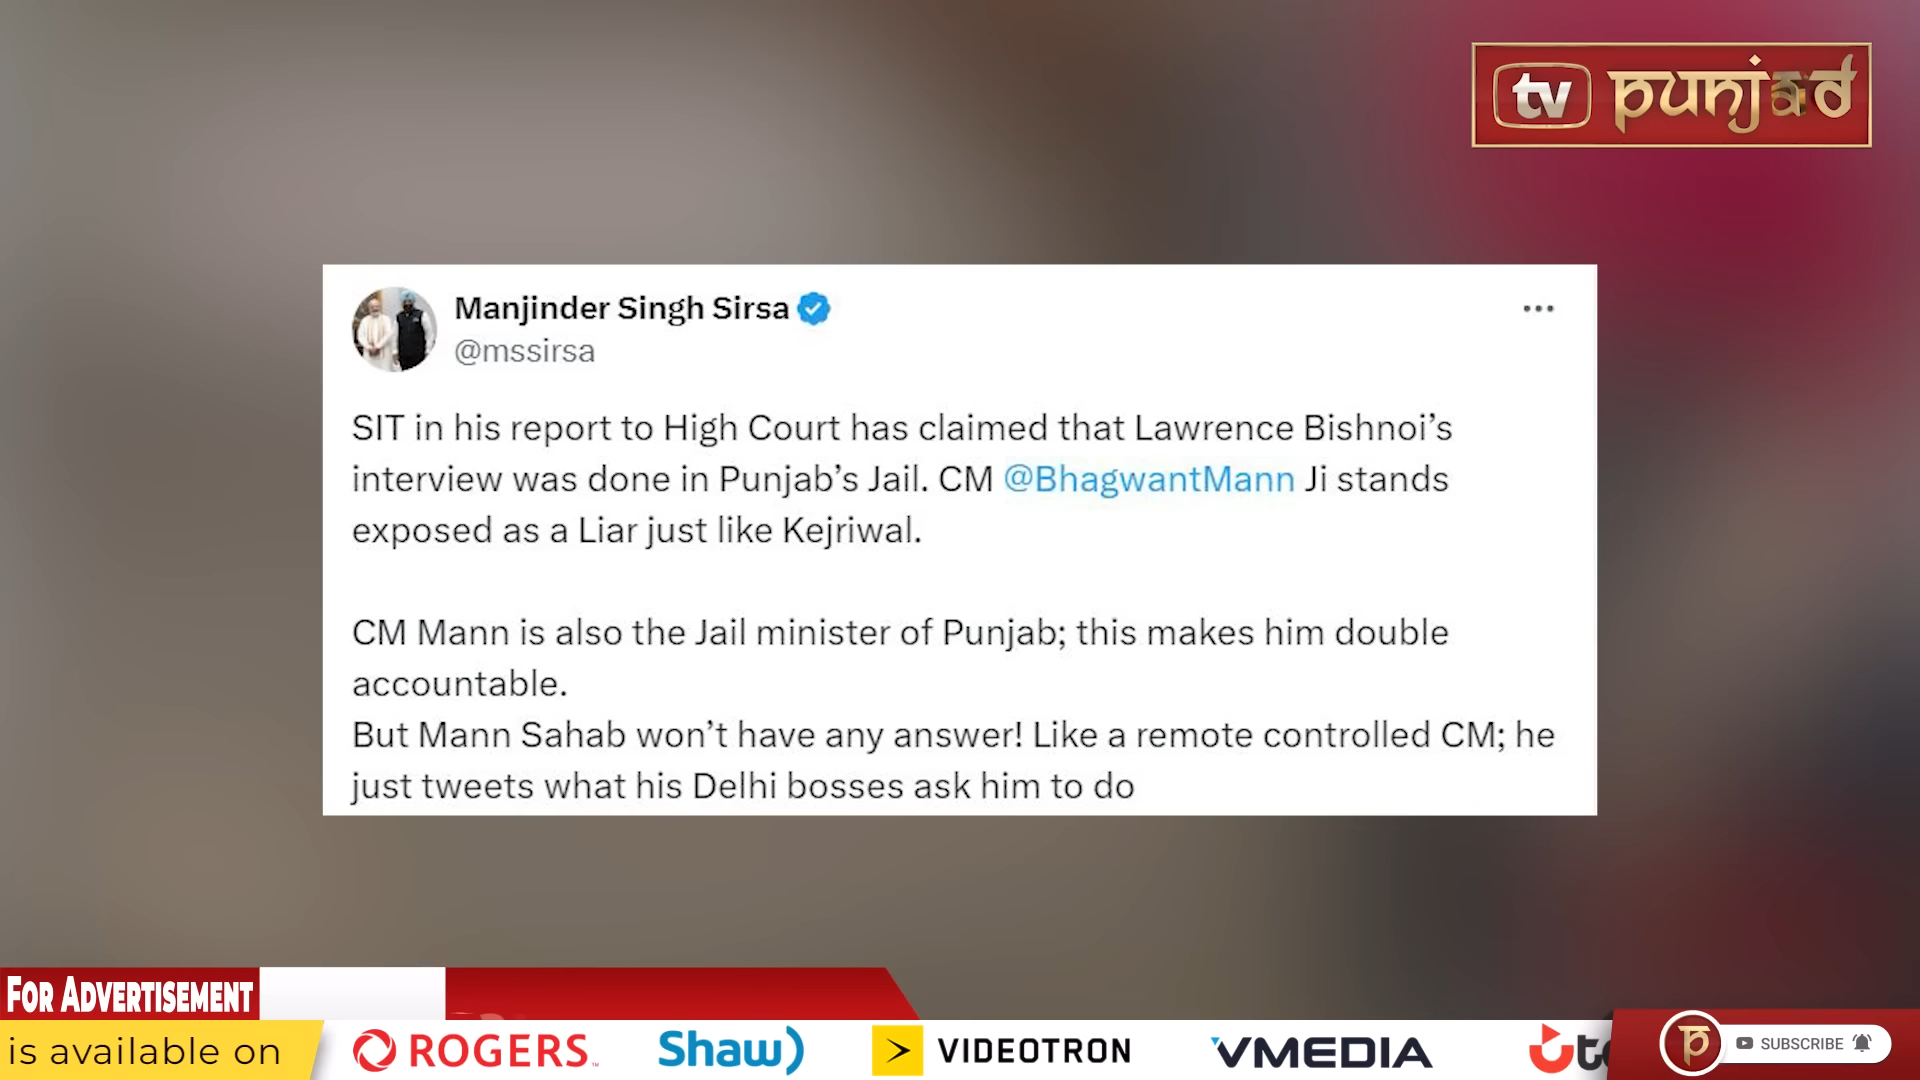 tv punjab
Manjinder Singh Sirsa
@mssirsa
SIT in his report to High Court has claimed that Lawrence Bishnoi’s
interview was done in Punjab’s Jail. CM @BhagwantMann Ji stands
exposed as a Liar just like Kejriwal.
CM Mann is also the Jail minister of Punjab; this makes him double
accountable.
But Mann Sahab won’t have any answer! Like a remote controlled CM; he
just tweets what his Delhi bosses ask him to do
FOR ADVERTISEMENT
is available on
ROGERS™
Shaw)
VIDEOTRON
VMEDIA
SUBSCRIBE